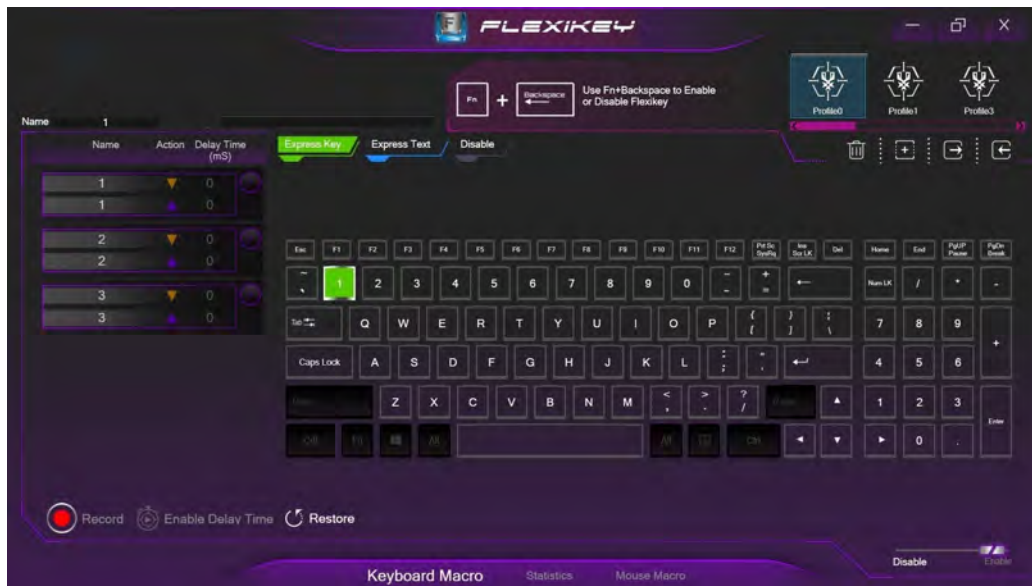 F FLEXIKEY
Fn + Backspace Use Fn+Backspace to Enable
or Disable Flexikey
Profile0 Profile1 Profile3
Name 1
Name Action Delay Time
(mS)
Express Key Express Text Disable
1 0
1 0
2 0
2 0
3 0
3 0
Esc F1 F2 F3 F4 F5 F6 F7 F8 F9 F10 F11 F12 Prt Sc Ins Del Home End PgUP PgDn
SysRq Scr LK Pause Break
~ 1 2 3 4 5 6 7 8 9 0 - + ← Num LK / * -
` - =
Tab Q W E R T Y U I O P { } | 7 8 9 +
[ ] \
Caps Lock A S D F G H J K L : " 4 5 6
; '
Z X C V B N M < > ? ▲ 1 2 3 Enter
, . /
Ctrl Fn Alt Alt Ctrl ◄ ▼ ► 0 .
Record Enable Delay Time Restore
Disable Enable
Keyboard Macro Statistics Mouse Macro